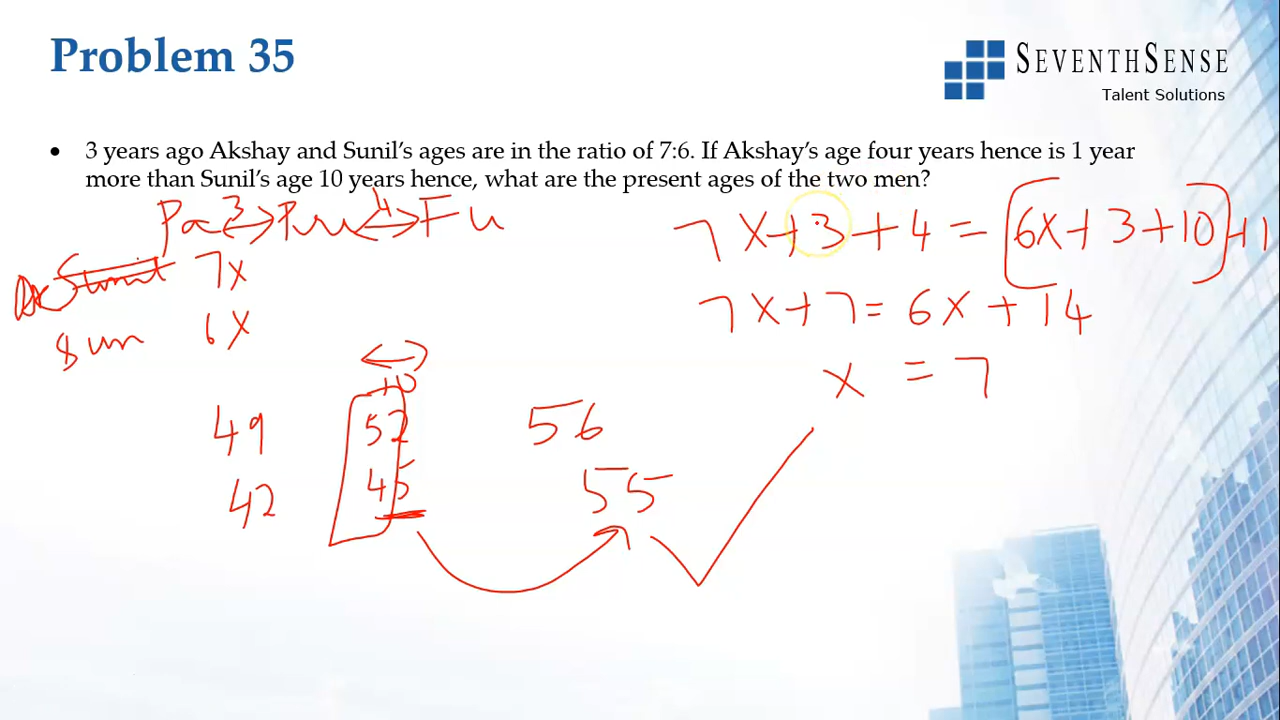 Problem 35
SEVENTHSENSE
Talent Solutions
• 3 years ago Akshay and Sunil's ages are in the ratio of 7:6. If Akshay's age four years hence is 1 year
more than Sunil's age 10 years hence, what are the present ages of the two men?
Pa 3 Pru 4 Fu
7x
Sun 6x
7x+3+4=[6x+3+10]+1
7x+7=6x+14
x = 7
+10
49 52 56
42 45 55